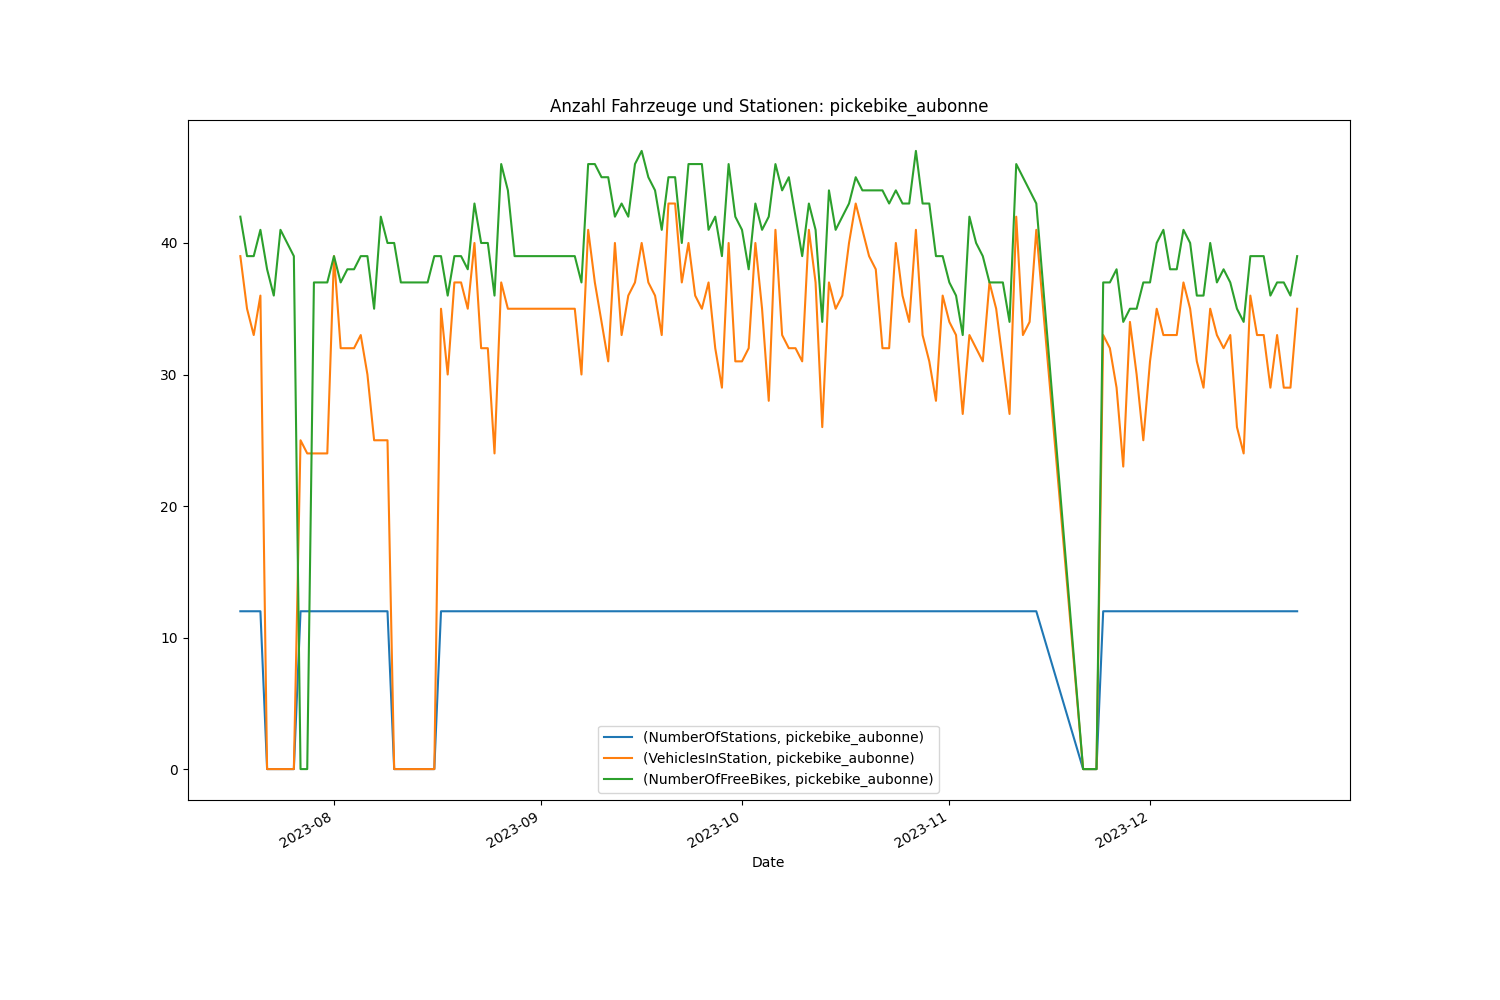 Anzahl Fahrzeuge und Stationen: pickebike_aubonne
40
30
20
10
0
(NumberOfStations, pickebike_aubonne)
(VehiclesInStation, pickebike_aubonne)
(NumberOfFreeBikes, pickebike_aubonne)
2023-08
2023-09
2023-10
2023-11
2023-12
Date